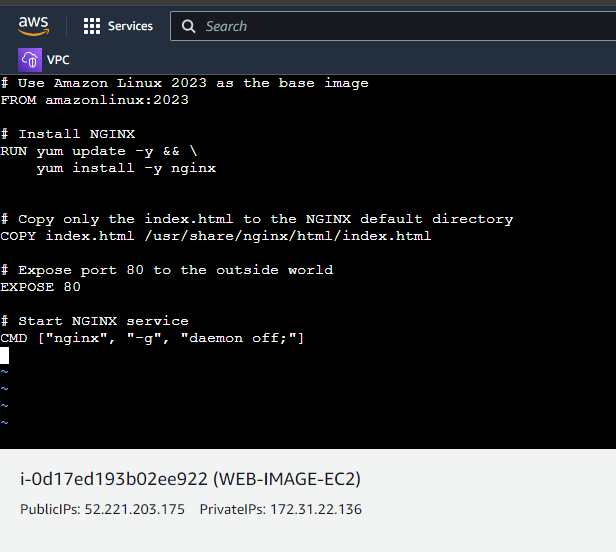 aws
Services
Search
VPC
# Use Amazon Linux 2023 as the base image
FROM amazonlinux:2023
# Install NGINX
RUN yum update -y && \
    yum install -y nginx
# Copy only the index.html to the NGINX default directory
COPY index.html /usr/share/nginx/html/index.html
# Expose port 80 to the outside world
EXPOSE 80
# Start NGINX service
CMD ["nginx", "-g", "daemon off;"]
~
~
~
~
i-0d17ed193b02ee922 (WEB-IMAGE-EC2)
PublicIPs: 52.221.203.175 PrivateIPs: 172.31.22.136